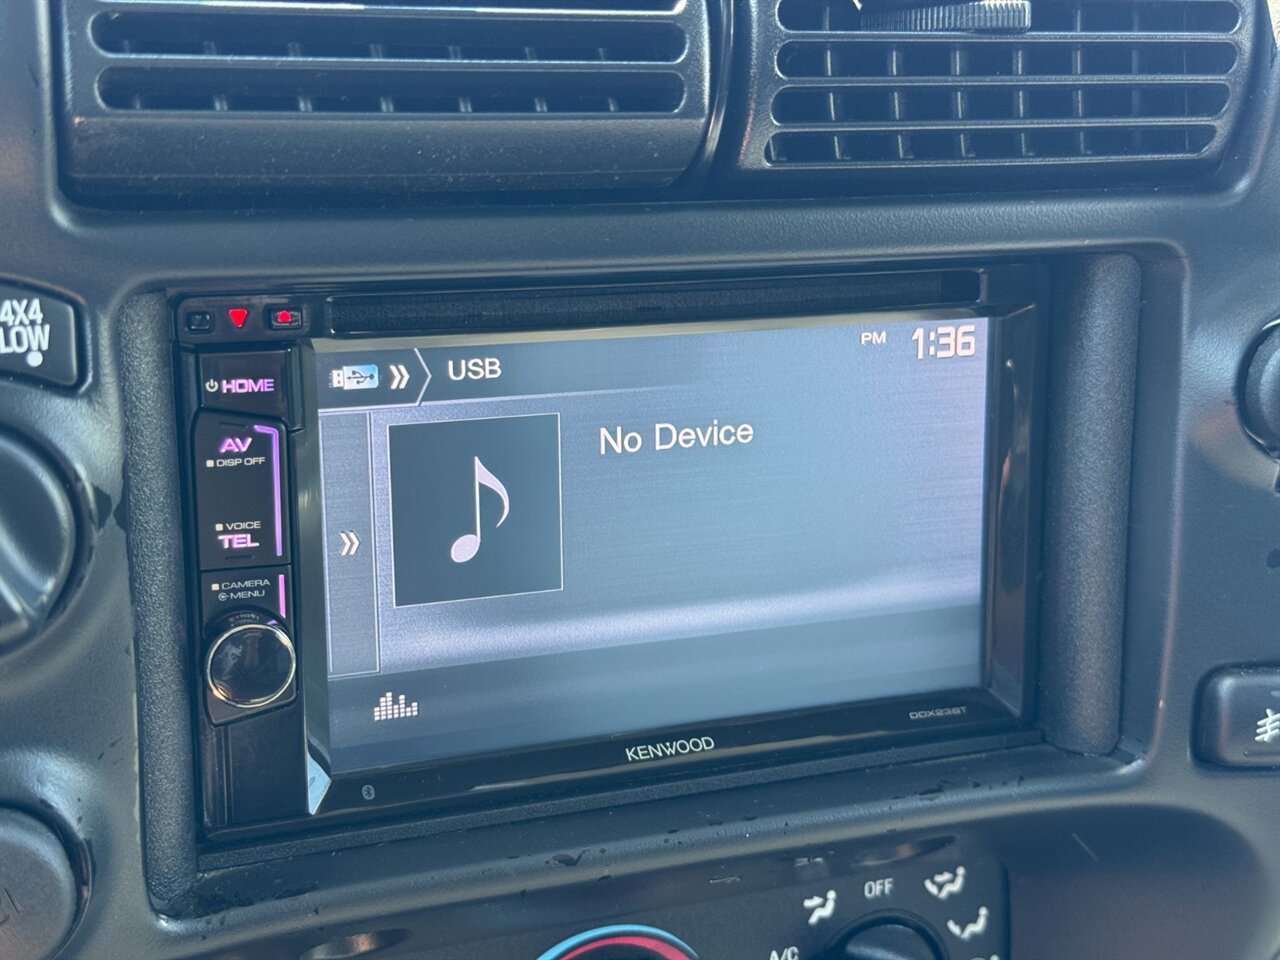 4X4
LOW
HOME
AV
DISP OFF
VOICE
TEL
CAMERA
MENU
USB
PM 1:36
No Device
KENWOOD
DDX23BT
OFF
A/C